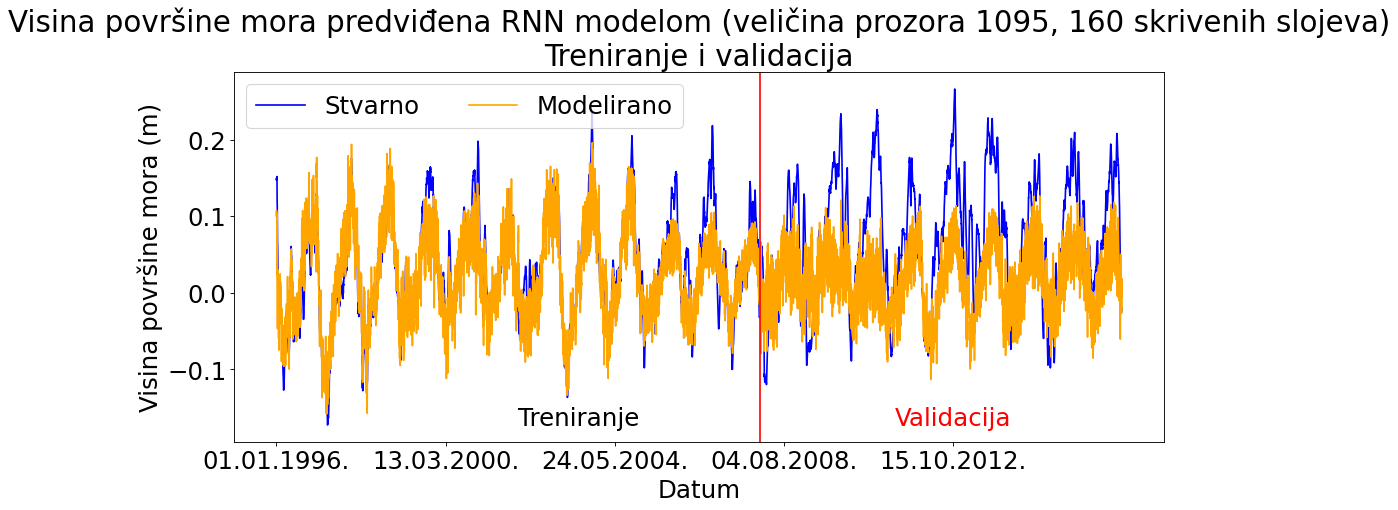 Visina površine mora predviđena RNN modelom (veličina prozora 1095, 160 skrivenih slojeva)
Treniranje i validacija
Stvarno
Modelirano
Visina površine mora (m)
0.2
0.1
0.0
−0.1
Treniranje
Validacija
01.01.1996.
13.03.2000.
24.05.2004.
04.08.2008.
15.10.2012.
Datum